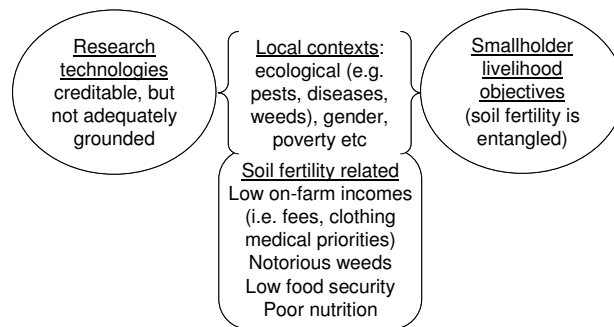 Research
technologies
creditable, but
not adequately
grounded
Local contexts:
ecological (e.g.
pests, diseases,
weeds), gender,
poverty etc
Smallholder
livelihood
objectives
(soil fertility is
entangled)
Soil fertility related
Low on-farm incomes
(i.e. fees, clothing
medical priorities)
Notorious weeds
Low food security
Poor nutrition